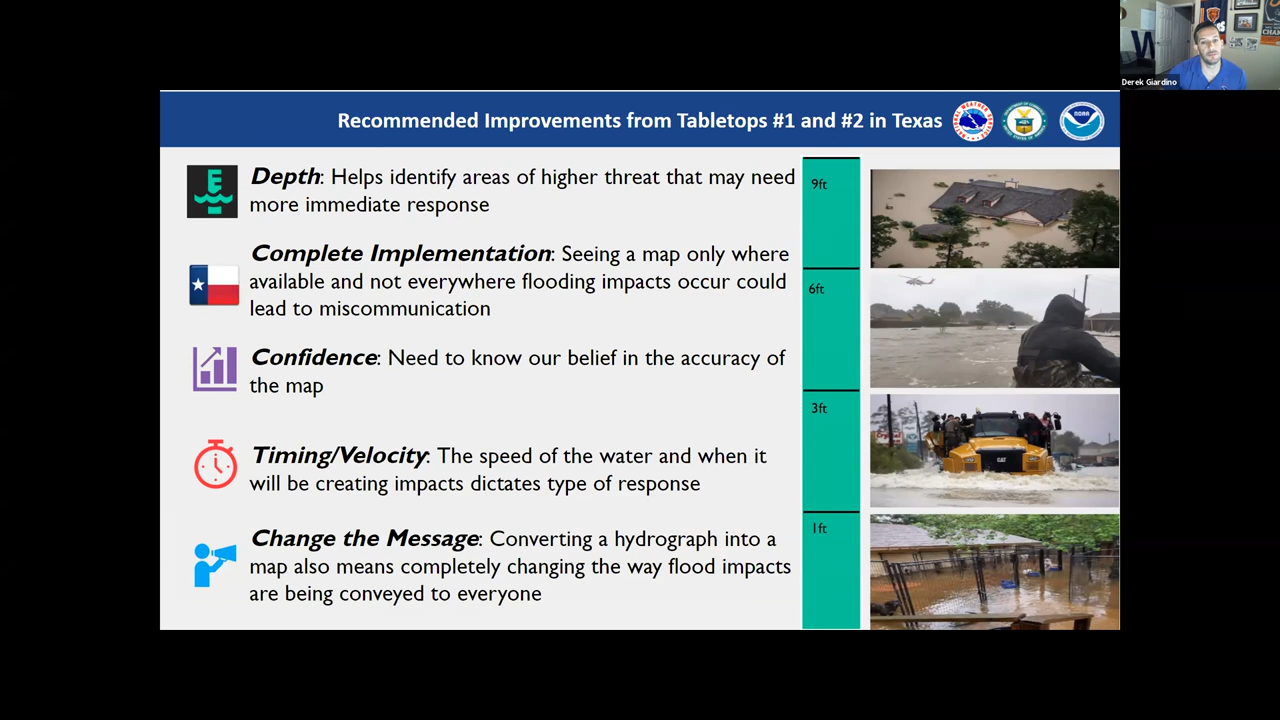 Derek Giardino
Recommended Improvements from Tabletops #1 and #2 in Texas
NOAA
Depth: Helps identify areas of higher threat that may need
more immediate response
Complete Implementation: Seeing a map only where
available and not everywhere flooding impacts occur could
lead to miscommunication
Confidence: Need to know our belief in the accuracy of
the map
Timing/Velocity: The speed of the water and when it
will be creating impacts dictates type of response
Change the Message: Converting a hydrograph into a
map also means completely changing the way flood impacts
are being conveyed to everyone
9ft
6ft
3ft
1ft
CAT